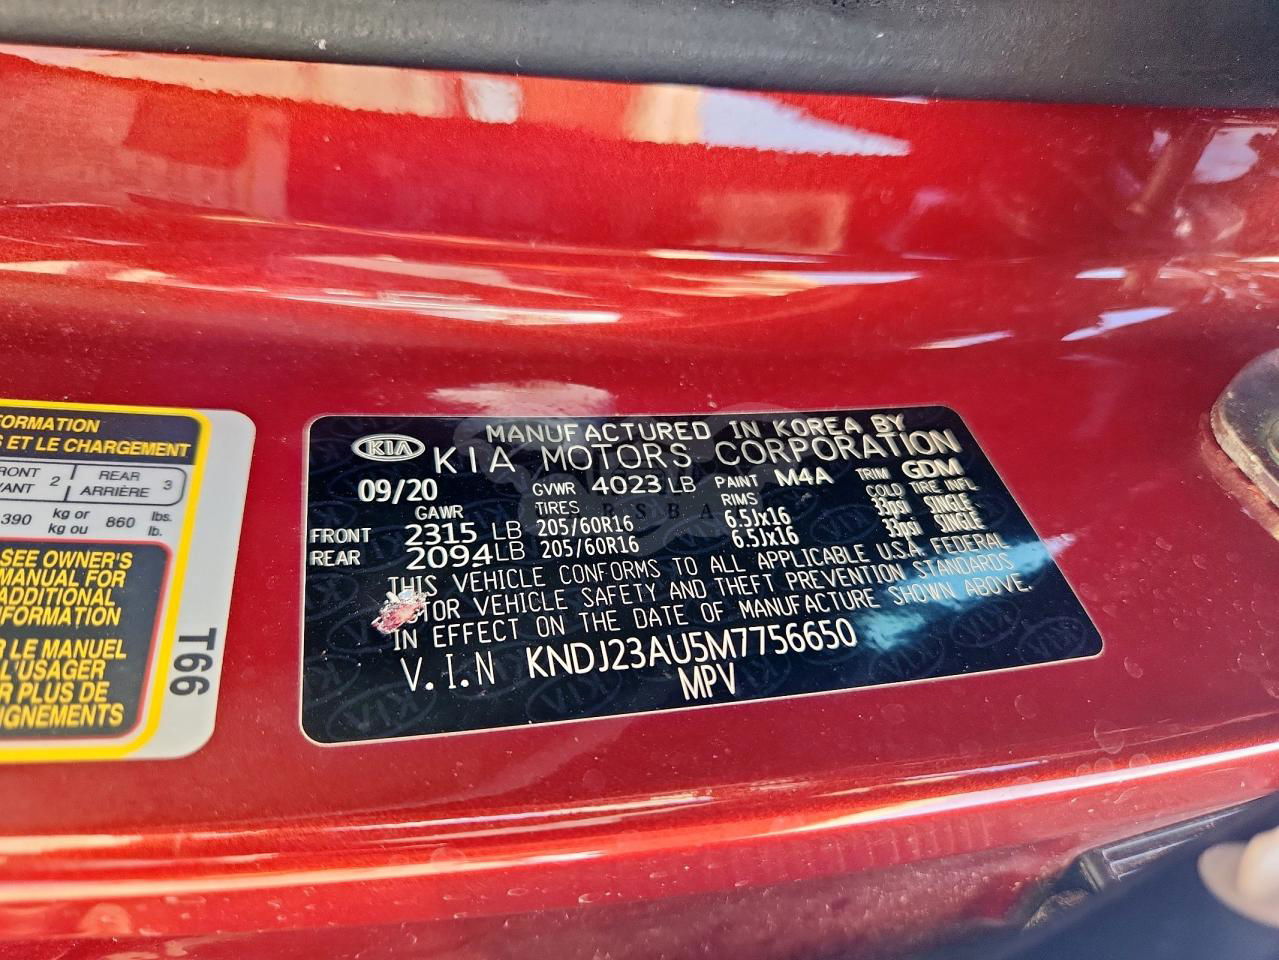 FORMATION
S ET LE CHARGEMENT
RONT
VANT 2
REAR
ARRIÈRE 3
390 kg or
kg ou 860 lbs.
lb.
SEE OWNER'S
MANUAL FOR
ADDITIONAL
NFORMATION
R LE MANUEL
L'USAGER
R PLUS DE
IGNEMENTS
T66
KIA
MANUFACTURED IN KOREA BY
KIA MOTORS CORPORATION
09/20 GVWR 4023 LB PAINT M4A TRIM GDM
GAWR TIRES RIMS COLD TIRE INFL
FRONT 2315 LB 205/60R16 6.5Jx16 33psi SINGLE
REAR 2094 LB 205/60R16 6.5Jx16 33psi SINGLE
THIS VEHICLE CONFORMS TO ALL APPLICABLE U.S.A. FEDERAL
TOR VEHICLE SAFETY AND THEFT PREVENTION STANDARDS
IN EFFECT ON THE DATE OF MANUFACTURE SHOWN ABOVE.
V.I.N KNDJ23AU5M7756650
MPV